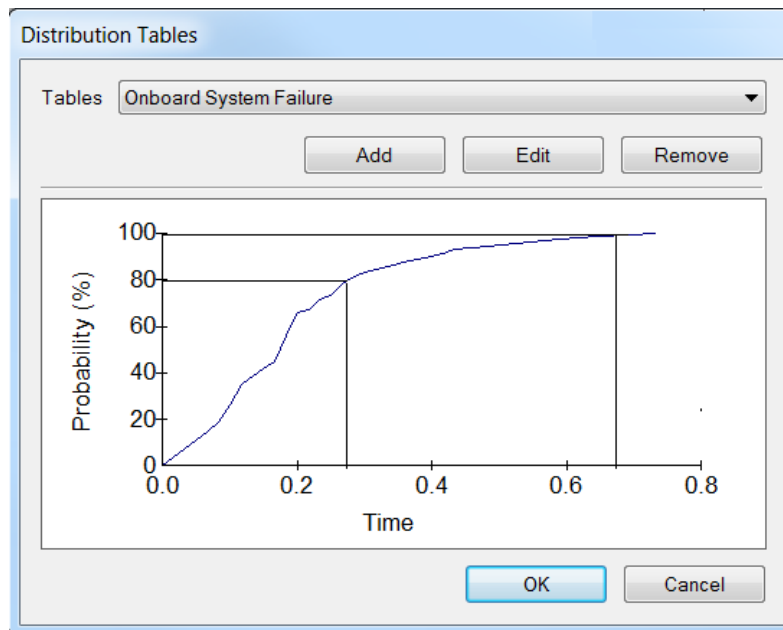 Distribution Tables
Tables Onboard System Failure
Add Edit Remove
100
80
60
40
20
0
Probability (%)
0.0 0.2 0.4 0.6 0.8
Time
OK Cancel